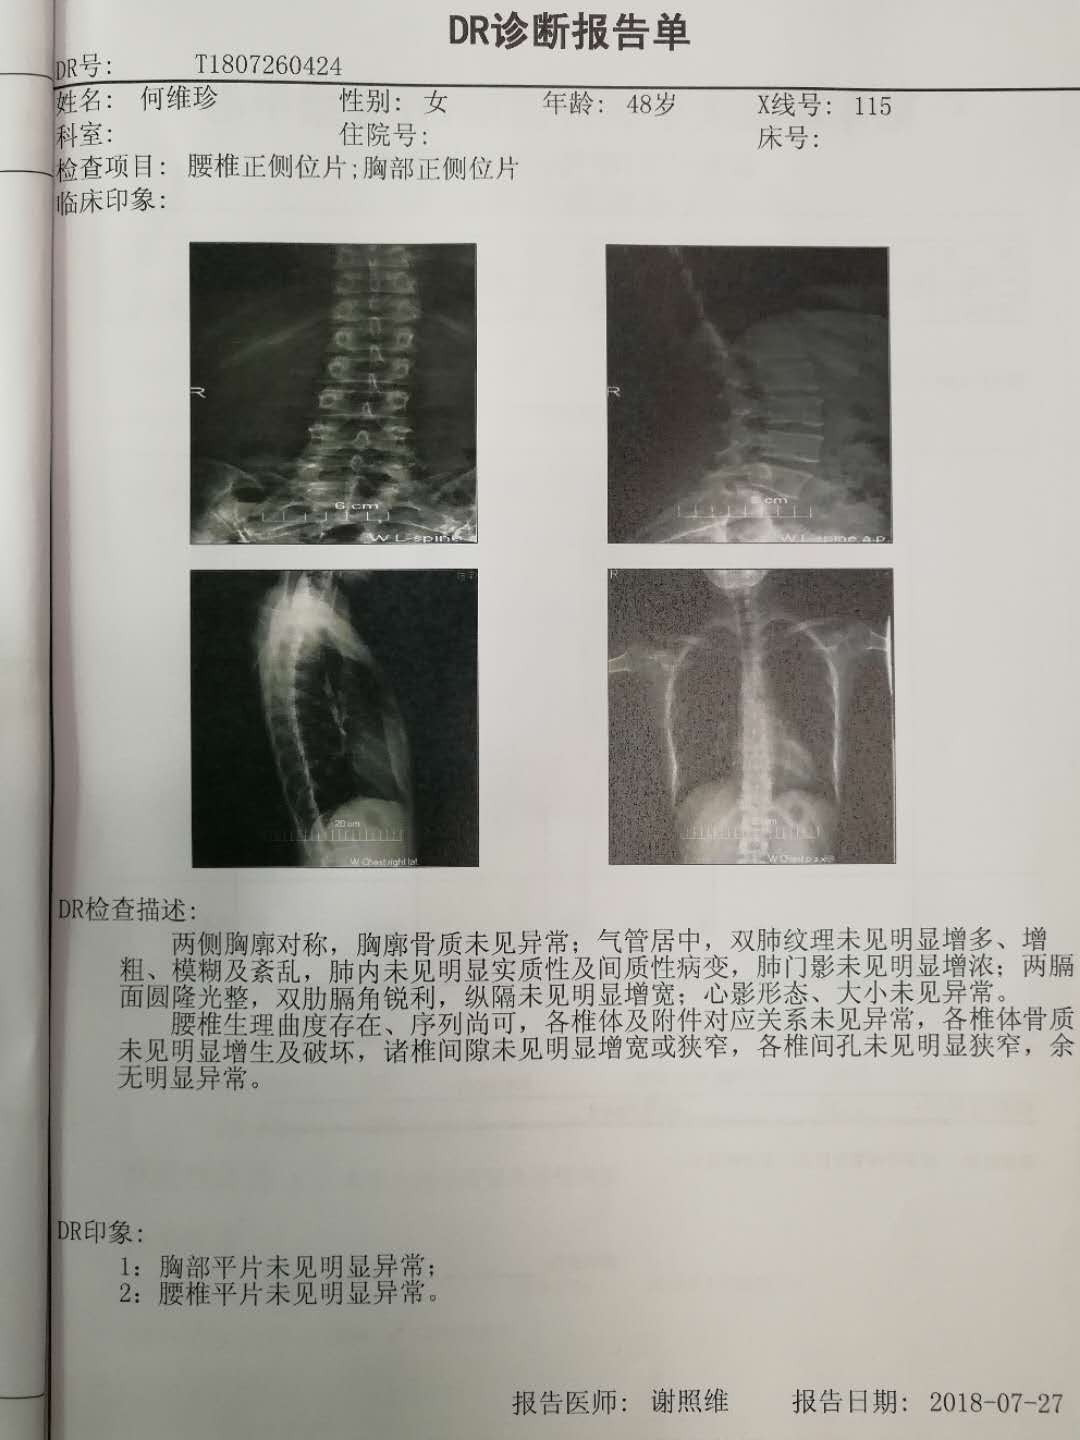 DR诊断报告单
DR号: T1807260424
姓名: 何维珍 性别: 女 年龄: 48岁 X线号: 115
科室: 住院号: 床号:
检查项目: 腰椎正侧位片;胸部正侧位片
临床印象:
R
6 cm
W L-spine a
R
6 cm
W L-spine a.p
20 cm
W Chest right lat
R
W Chest p.a
DR检查描述:
两侧胸廓对称，胸廓骨质未见异常；气管居中，双肺纹理未见明显增多、增
粗、模糊及紊乱，肺内未见明显实质性及间质性病变，肺门影未见明显增浓；两膈
面圆隆光整，双肋膈角锐利，纵隔未见明显增宽；心影形态、大小未见异常。
腰椎生理曲度存在、序列尚可，各椎体及附件对应关系未见异常，各椎体骨质
未见明显增生及破坏，诸椎间隙未见明显增宽或狭窄，各椎间孔未见明显狭窄，余
无明显异常。
DR印象:
1: 胸部平片未见明显异常；
2: 腰椎平片未见明显异常。
报告医师: 谢照维 报告日期: 2018-07-27